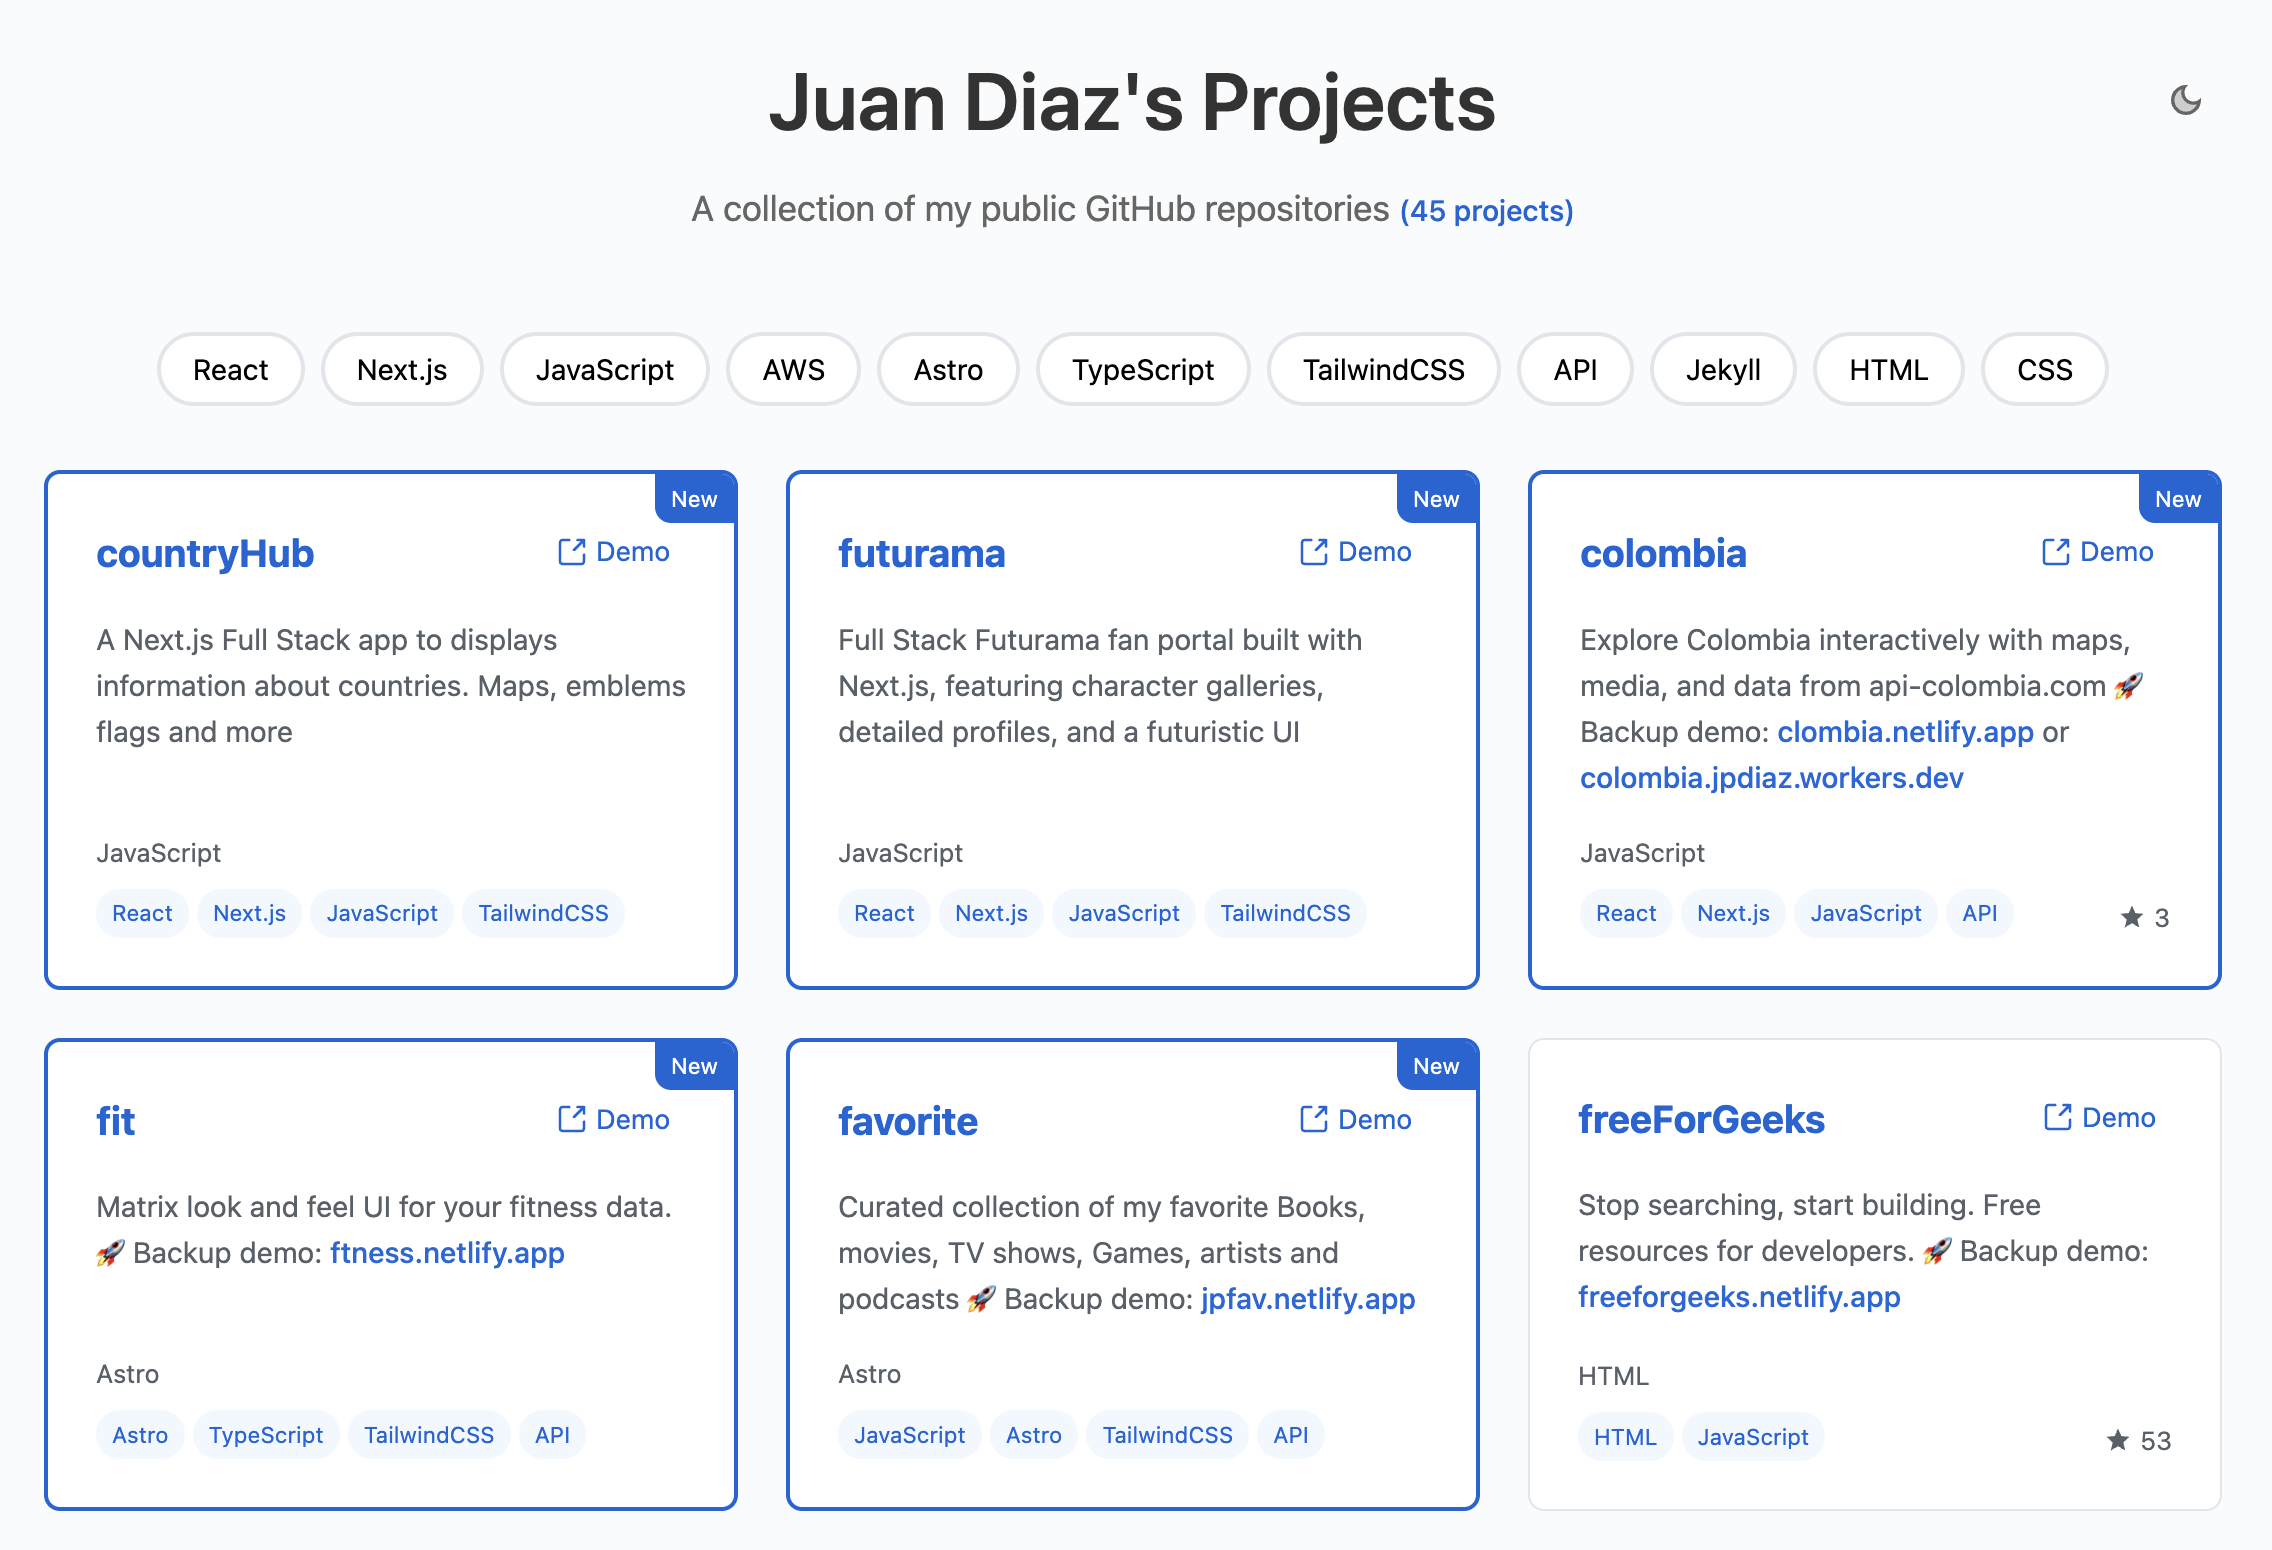 Juan Diaz's Projects
A collection of my public GitHub repositories (45 projects)
React
Next.js
JavaScript
AWS
Astro
TypeScript
TailwindCSS
API
Jekyll
HTML
CSS
New
countryHub
Demo
A Next.js Full Stack app to displays
information about countries. Maps, emblems
flags and more
JavaScript
React Next.js JavaScript TailwindCSS
New
futurama
Demo
Full Stack Futurama fan portal built with
Next.js, featuring character galleries,
detailed profiles, and a futuristic UI
JavaScript
React Next.js JavaScript TailwindCSS
New
colombia
Demo
Explore Colombia interactively with maps,
media, and data from api-colombia.com 🚀
Backup demo: clombia.netlify.app or
colombia.jpdiaz.workers.dev
JavaScript
React Next.js JavaScript API
★ 3
New
fit
Demo
Matrix look and feel UI for your fitness data.
🚀 Backup demo: ftness.netlify.app
Astro
Astro TypeScript TailwindCSS API
New
favorite
Demo
Curated collection of my favorite Books,
movies, TV shows, Games, artists and
podcasts 🚀 Backup demo: jpfav.netlify.app
Astro
JavaScript Astro TailwindCSS API
freeForGeeks
Demo
Stop searching, start building. Free
resources for developers. 🚀 Backup demo:
freeforgeeks.netlify.app
HTML
HTML JavaScript
★ 53